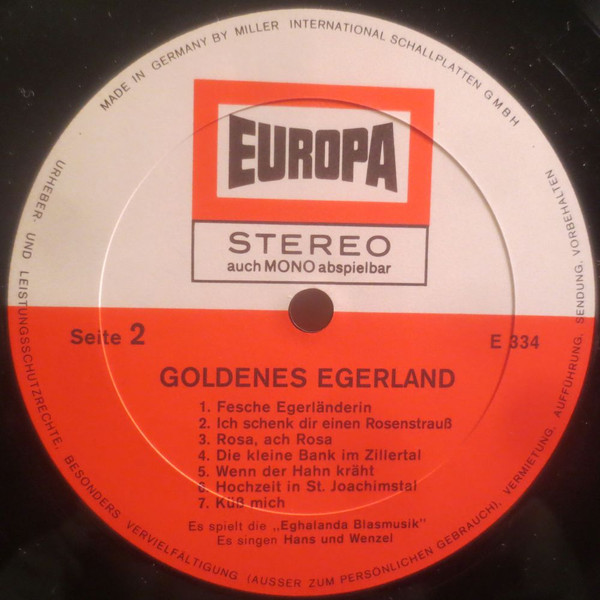 MADE IN GERMANY BY MILLER INTERNATIONAL SCHALLPLATTEN GMBH
EUROPA
STEREO
auch MONO abspielbar
Seite 2
E 334
GOLDENES EGERLAND
1. Fesche Egerländerin
2. Ich schenk dir einen Rosenstrauß
3. Rosa, ach Rosa
4. Die kleine Bank im Zillertal
5. Wenn der Hahn kräht
6. Hochzeit in St. Joachimstal
7. Küß mich
Es spielt die „Eghalanda Blasmusik"
Es singen Hans und Wenzel
URHEBER- UND LEISTUNGSSCHUTZRECHTE, BESONDERS VERVIELFÄLTIGUNG (AUSSER ZUM PERSÖNLICHEN GEBRAUCH), VERMIETUNG, AUFFÜHRUNG, SENDUNG, VORBEHALTEN